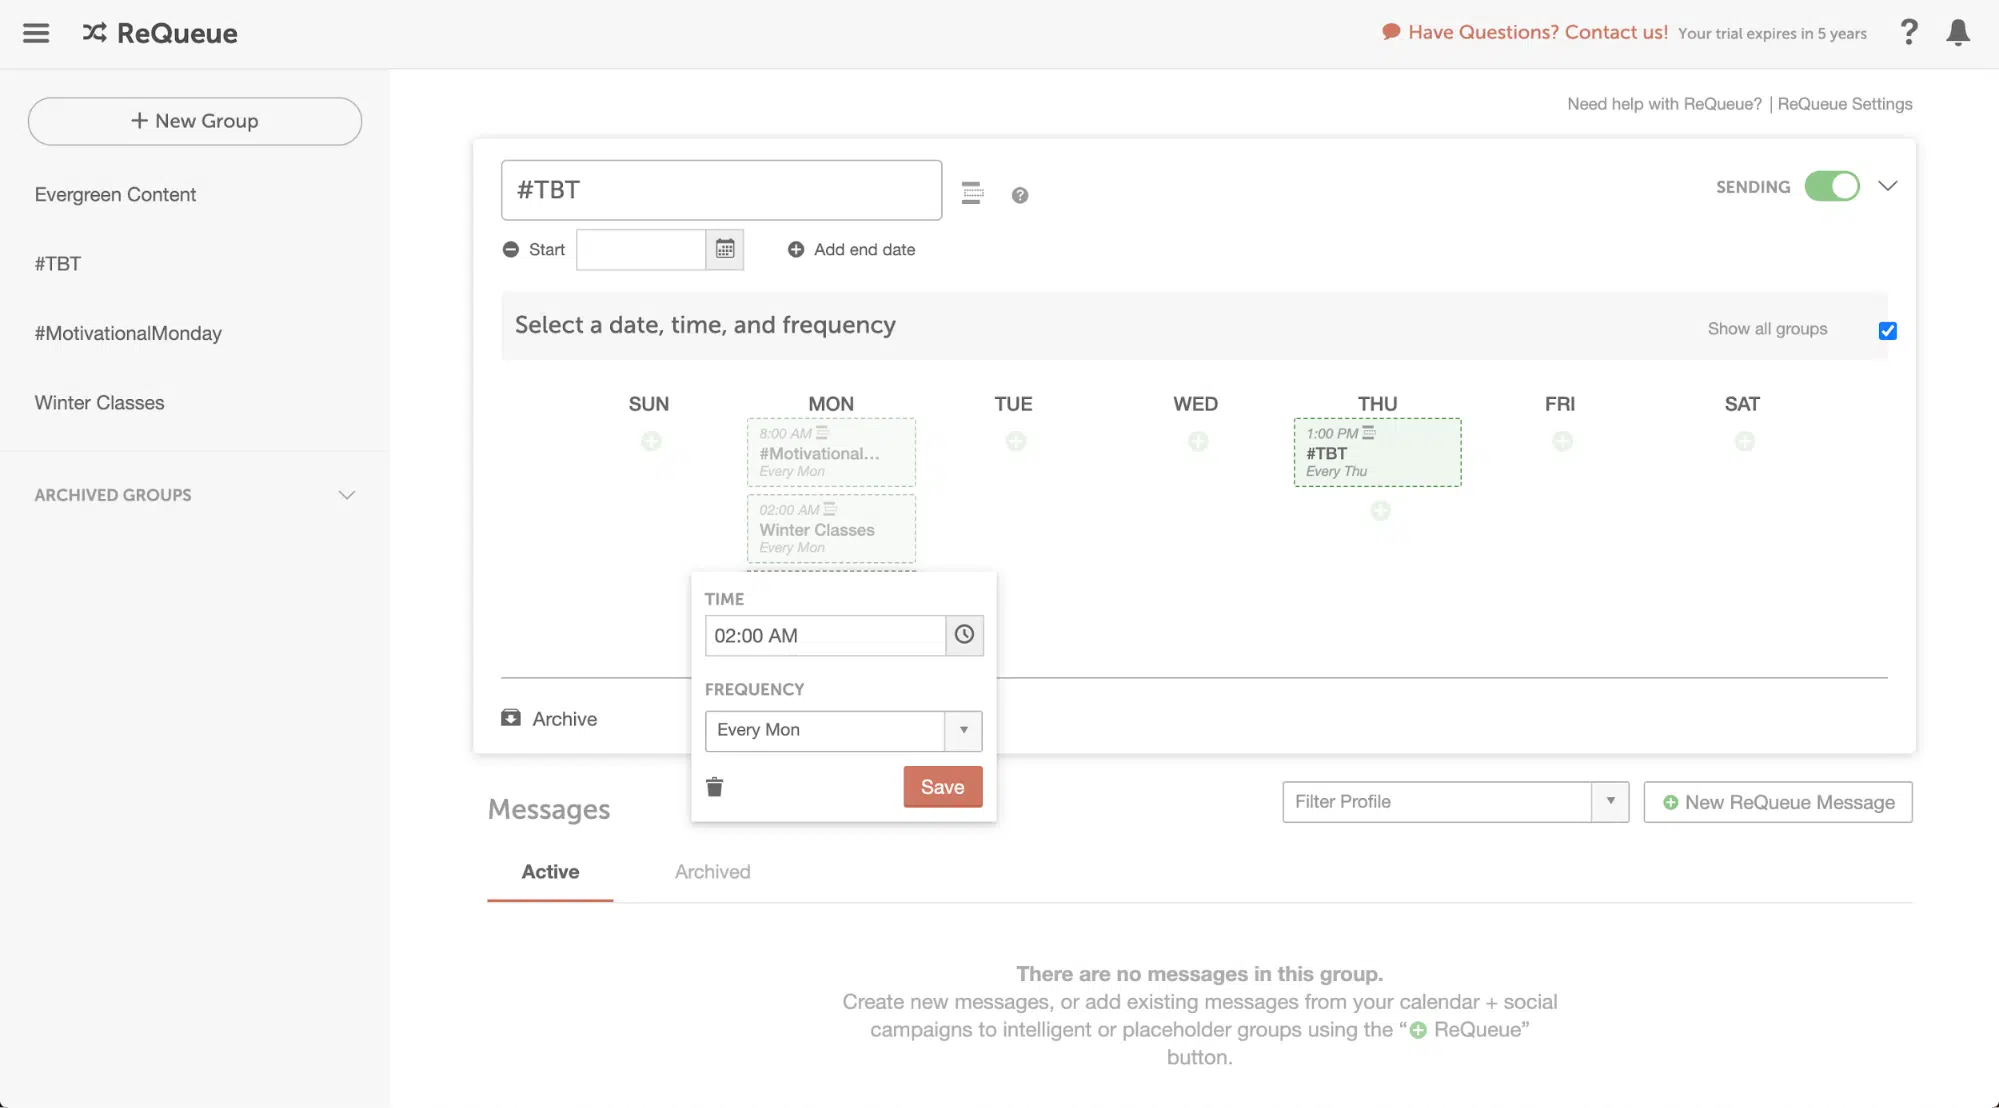 ReQueue
Have Questions? Contact us! Your trial expires in 5 years ?
+ New Group
Evergreen Content
#TBT
#MotivationalMonday
Winter Classes
ARCHIVED GROUPS
Need help with ReQueue? | ReQueue Settings
#TBT
?
SENDING
Start
Add end date
Select a date, time, and frequency
Show all groups
SUN MON TUE WED THU FRI SAT
8:00 AM
#Motivational...
Every Mon
02:00 AM
Winter Classes
Every Mon
1:00 PM
#TBT
Every Thu
TIME
02:00 AM
FREQUENCY
Every Mon
Save
Archive
Messages
Filter Profile
New ReQueue Message
Active Archived
There are no messages in this group.
Create new messages, or add existing messages from your calendar + social
campaigns to intelligent or placeholder groups using the “ ReQueue”
button.